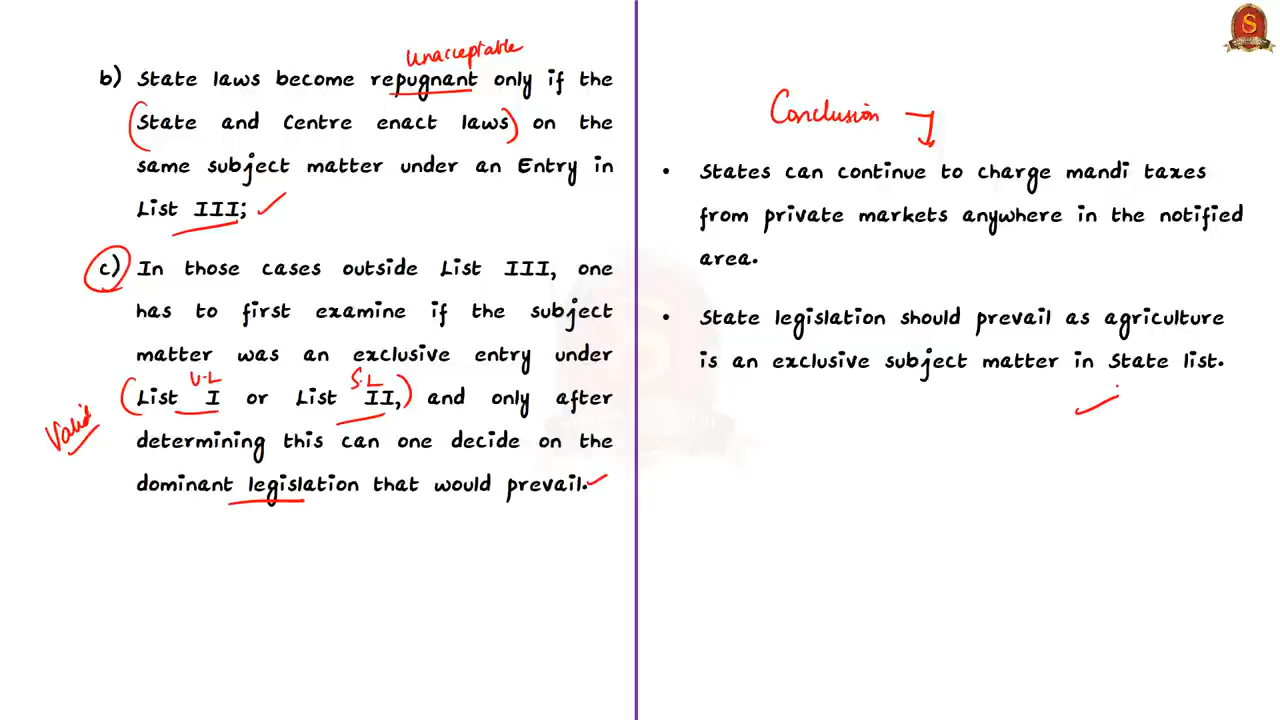 Unacceptable
b) State laws become repugnant only if the
(State and Centre enact laws) on the
same subject matter under an Entry in
List III;
c) In those cases outside List III, one
has to first examine if the subject
matter was an exclusive entry under
U.L S.L
(List I or List II,) and only after
Valid
determining this can one decide on the
dominant legislation that would prevail.
Conclusion
• States can continue to charge mandi taxes
from private markets anywhere in the notified
area.
• State legislation should prevail as agriculture
is an exclusive subject matter in State list.
S